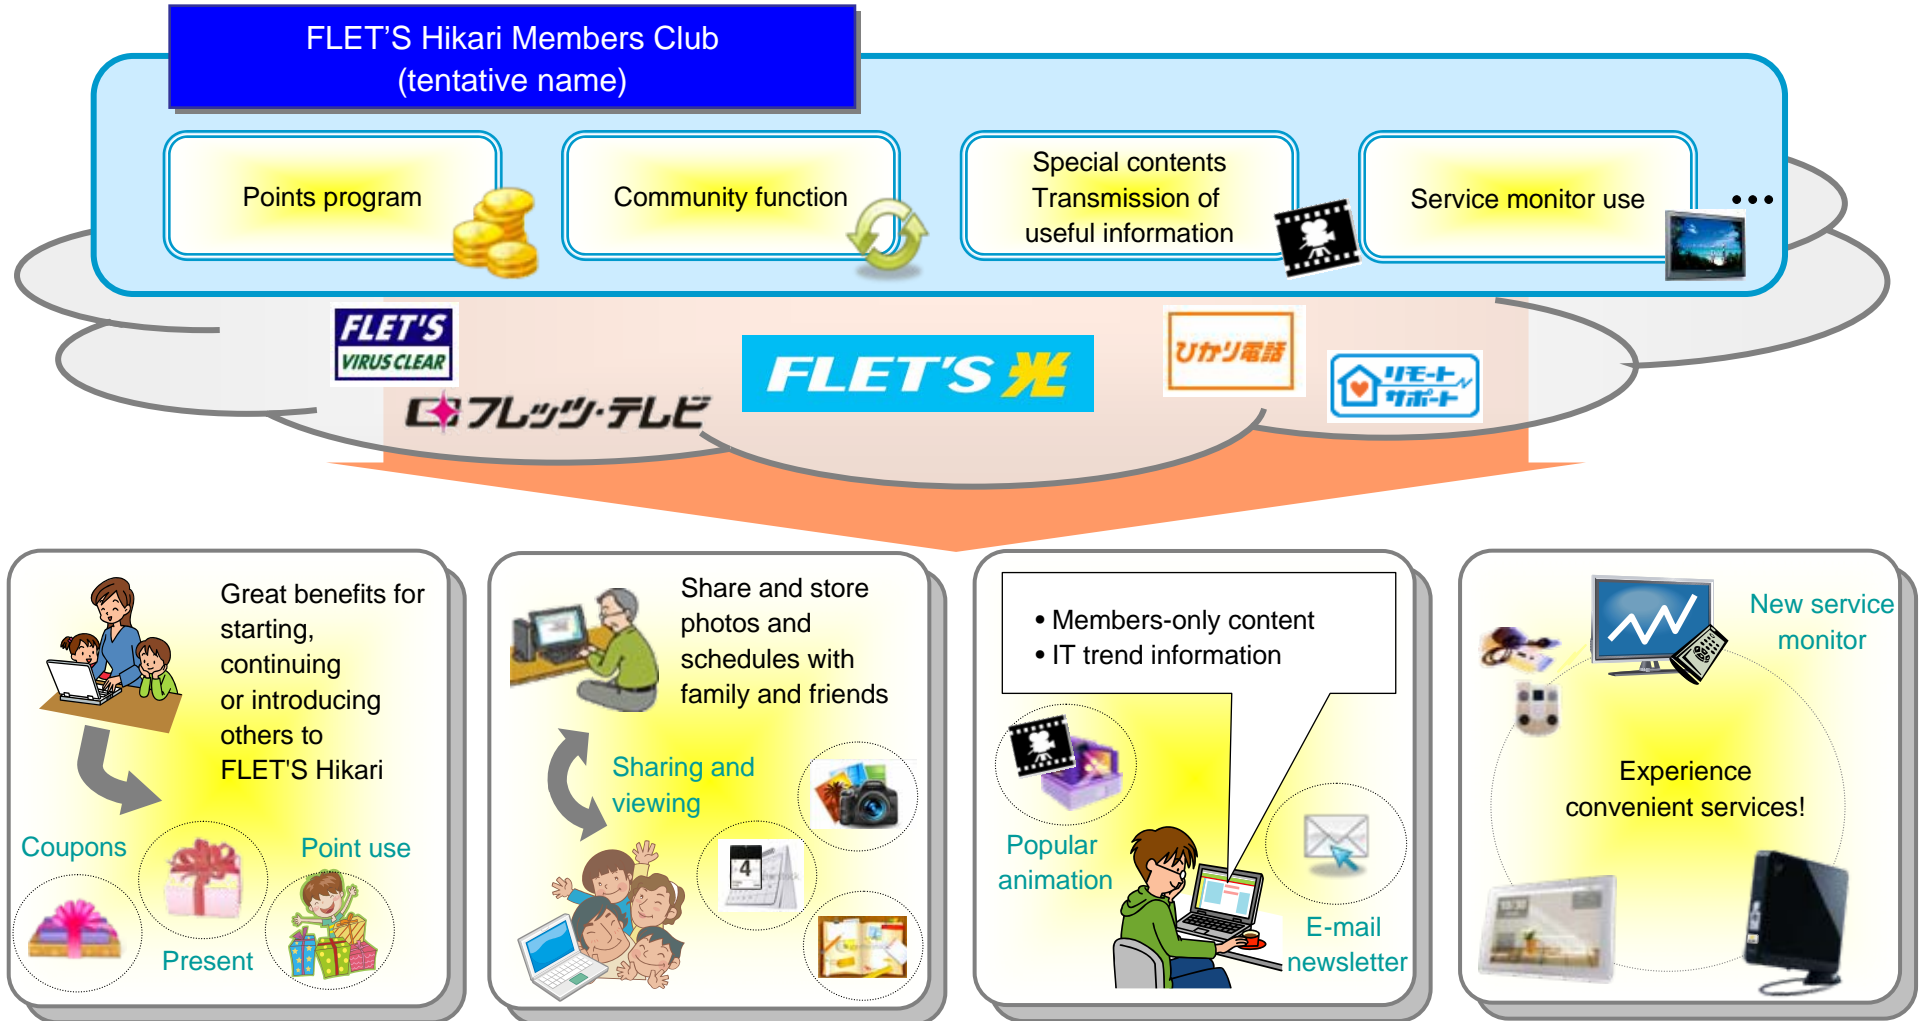 FLET'S Hikari Members Club
(tentative name)
Points program
Community function
Special contents
Transmission of
useful information
Service monitor use
•••
FLET'S
VIRUS CLEAR
フレッツ・テレビ
FLET'S 光
ひかり電話
リモート
サポート
Great benefits for
starting,
continuing
or introducing
others to
FLET'S Hikari
Coupons
Present
Point use
Share and store
photos and
schedules with
family and friends
Sharing and
viewing
4
• Members-only content
• IT trend information
Popular
animation
E-mail
newsletter
New service
monitor
Experience
convenient services!